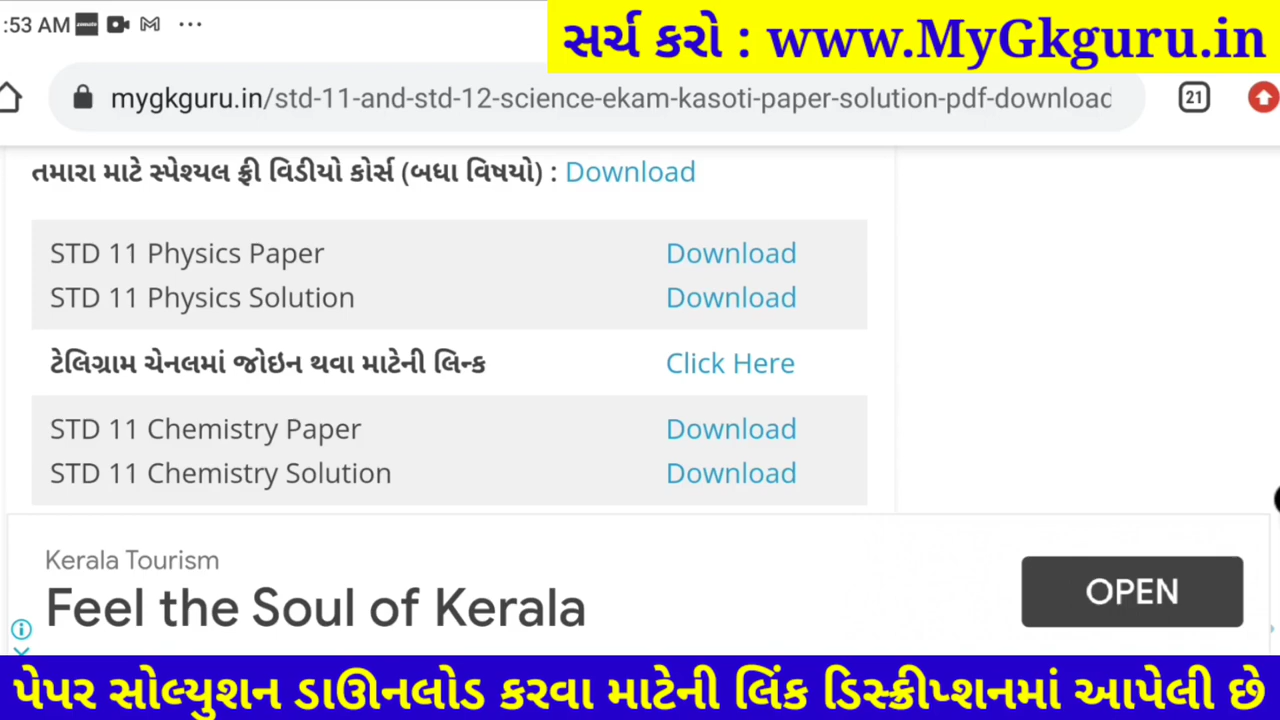 :53 AM
સર્ચ કરો : www.MyGkguru.in
mygkguru.in/std-11-and-std-12-science-ekam-kasoti-paper-solution-pdf-download
21
તમારા માટે સ્પેશ્યલ ફ્રી વિડીયો કોર્સ (બધા વિષયો) : Download
STD 11 Physics Paper Download
STD 11 Physics Solution Download
ટેલિગ્રામ ચેનલમાં જોઇન થવા માટેની લિન્ક Click Here
STD 11 Chemistry Paper Download
STD 11 Chemistry Solution Download
Kerala Tourism
Feel the Soul of Kerala
OPEN
પેપર સોલ્યુશન ડાઊનલોડ કરવા માટેની લિંક ડિસ્ક્રીપ્શનમાં આપેલી છે